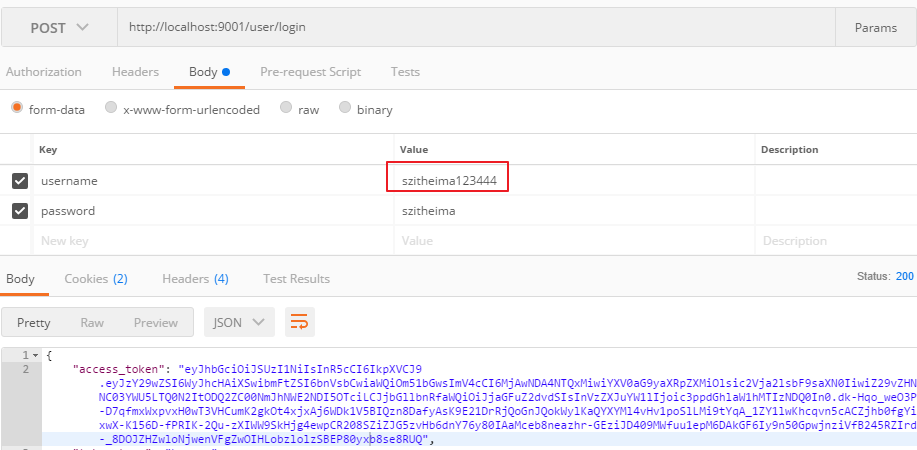 POST http://localhost:9001/user/login Params
Authorization Headers Body Pre-request Script Tests
form-data x-www-form-urlencoded raw binary
Key Value Description
username szitheima123444
password szitheima
New key Value Description
Body Cookies (2) Headers (4) Test Results Status: 200
Pretty Raw Preview JSON
1 {
2 "access_token": "eyJhbGciOiJSUzI1NiIsInR5cCI6IkpXVCJ9
.eyJzY29wZSI6WyJhcHAiXSwibmFtZSI6bnVsbCwiaWQiOm51bGwsImV4cCI6MjAwNDA4NTQxMiwiYXV0aG9yaXRpZXMiOlsic2Vja2lsbF9saXN0IiwiZ29vZHN
NC03YWU5LTQ0N2ItODQ2ZC00NmJhNWE2NDI5OTciLCJjbGllbnRfaWQiOiJjaGFuZ2dvdSIsInVzZXJuYW1lIjoic3ppdGhlaW1hMTIzNDQ0In0.dk-Hqo_weO3P
-D7qfmxWxpvxH0wT3VHCumK2gkOt4xjxAj6WDk1V5BIQzn8DafyAsK9E21DrRjQoGnJQokWylKaQYXYMl4vHv1poSlLMi9tYqA_1ZY1lwKhcqvn5cACZjhb0fgYi
xwX-K156D-fPRIK-2Qu-zXIWW9SkHjg4ewpCR208SZiZJG5zvHb6dnY76y80IAaMceb8neazhr-GEziJD409MWfuu1epM6DAkGF6Iy9n50GpwjnziVfB245RZIrd
-_8DOJZHZwloNjwenVFgZwOIHLobzlolzSBEP80yxb8se8RUQ",